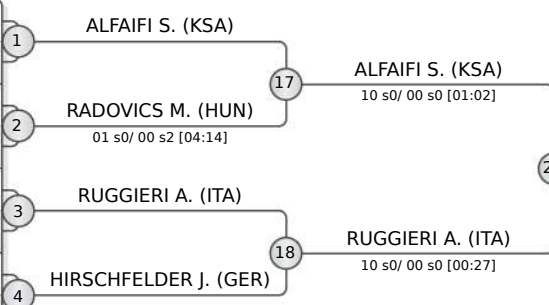 ALFAIFI S. (KSA)
1
17
ALFAIFI S. (KSA)
10 s0/ 00 s0 [01:02]
RADOVICS M. (HUN)
2
01 s0/ 00 s2 [04:14]
RUGGIERI A. (ITA)
3
18
RUGGIERI A. (ITA)
10 s0/ 00 s0 [00:27]
HIRSCHFELDER J. (GER)
4